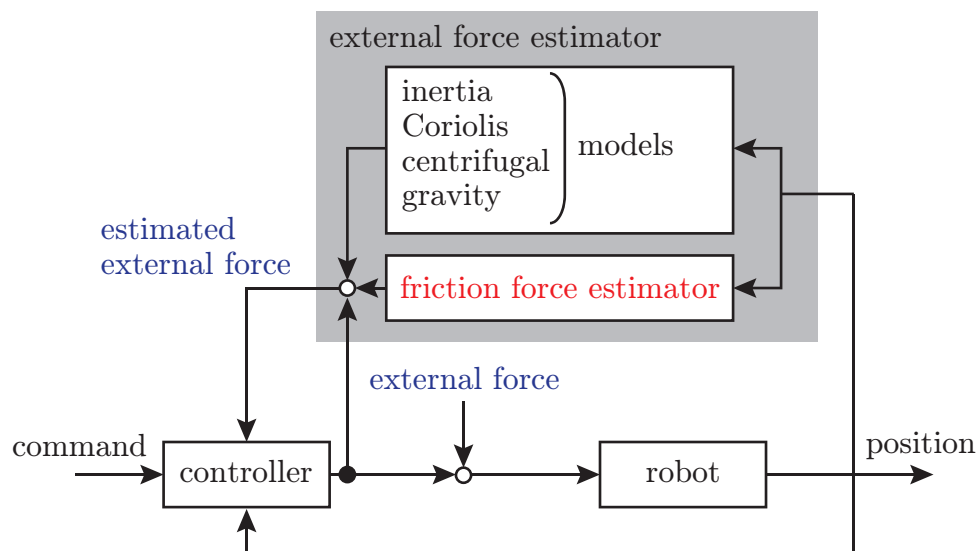 external force estimator
inertia
Coriolis
centrifugal
gravity
models
estimated
external force
friction force estimator
external force
command
controller
robot
position